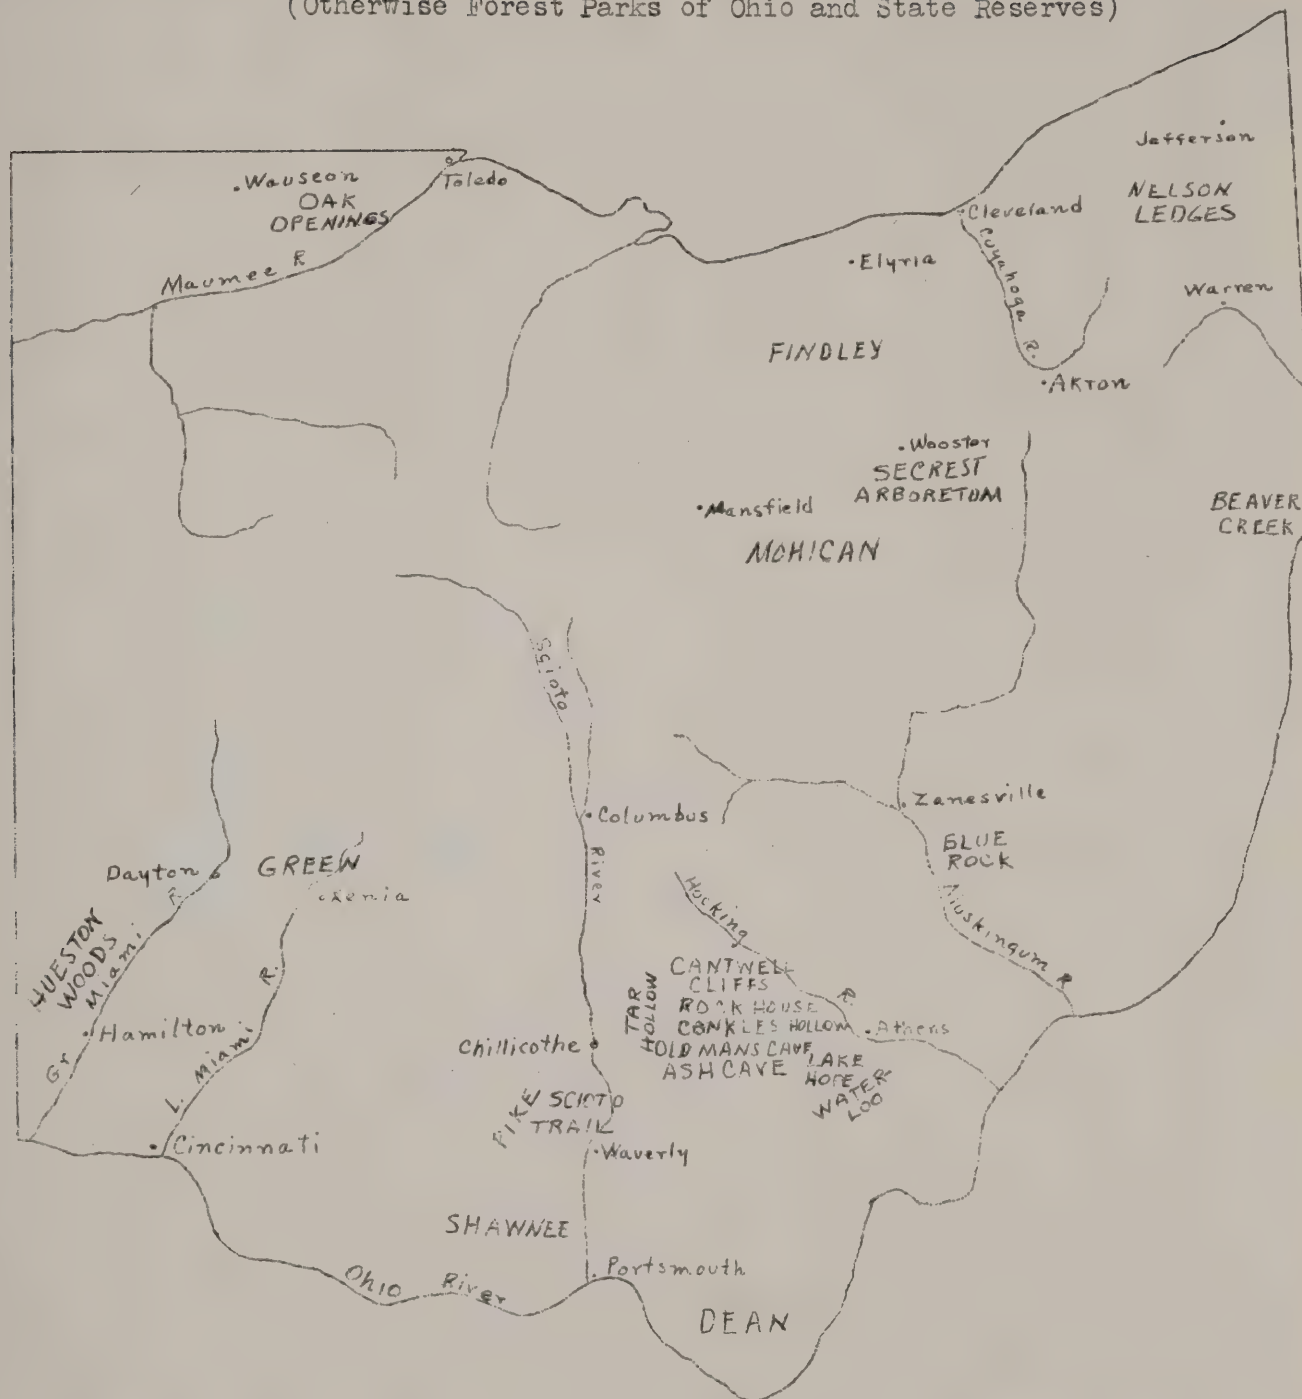 (Otherwise Forest Parks of Ohio and State Reserves)
Jefferson
Wauseon
Toledo
OAK
OPENINGS
NELSON
LEDGES
Cleveland
Cuyahoga R.
Elyria
Maumee R
Warren
FINDLEY
Akron
Wooster
SECREST
ARBORETUM
Mansfield
BEAVER
CREEK
MOHICAN
Scioto
River
Zanesville
Columbus
BLUE
ROCK
Dayton
GREEN
Xenia
Hocking
R.
Muskingum R.
HUESTON
WOODS
Gr Miami R
CANTWELL
CLIFFS
ROCK HOUSE
CONKLES HOLLOW
OLD MANS CAVE
ASH CAVE
TAR
HOLLOW
Athens
Hamilton
L. Miami R.
Chillicothe
LAKE
HOPE
WATER-
LOO
PIKE
SCIOTO
TRAIL
Cincinnati
Waverly
SHAWNEE
Portsmouth
Ohio River
DEAN